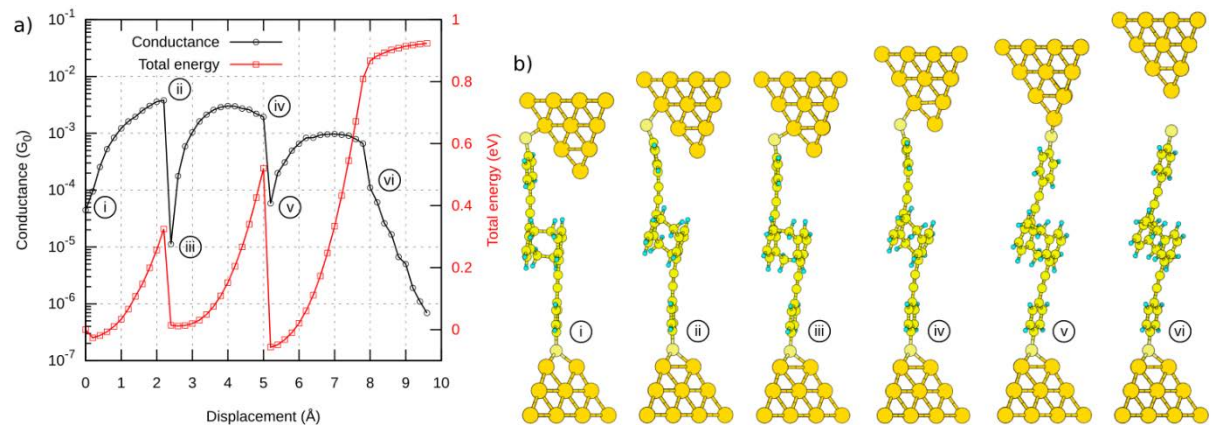 a)
Conductance
Total energy
Conductance (G0)
10-1
10-2
10-3
10-4
10-5
10-6
10-7
1
0.8
0.6
0.4
0.2
0
Total energy (eV)
i
ii
iii
iv
v
vi
0 1 2 3 4 5 6 7 8 9 10
Displacement (Å)
b)
i
ii
iii
iv
v
vi